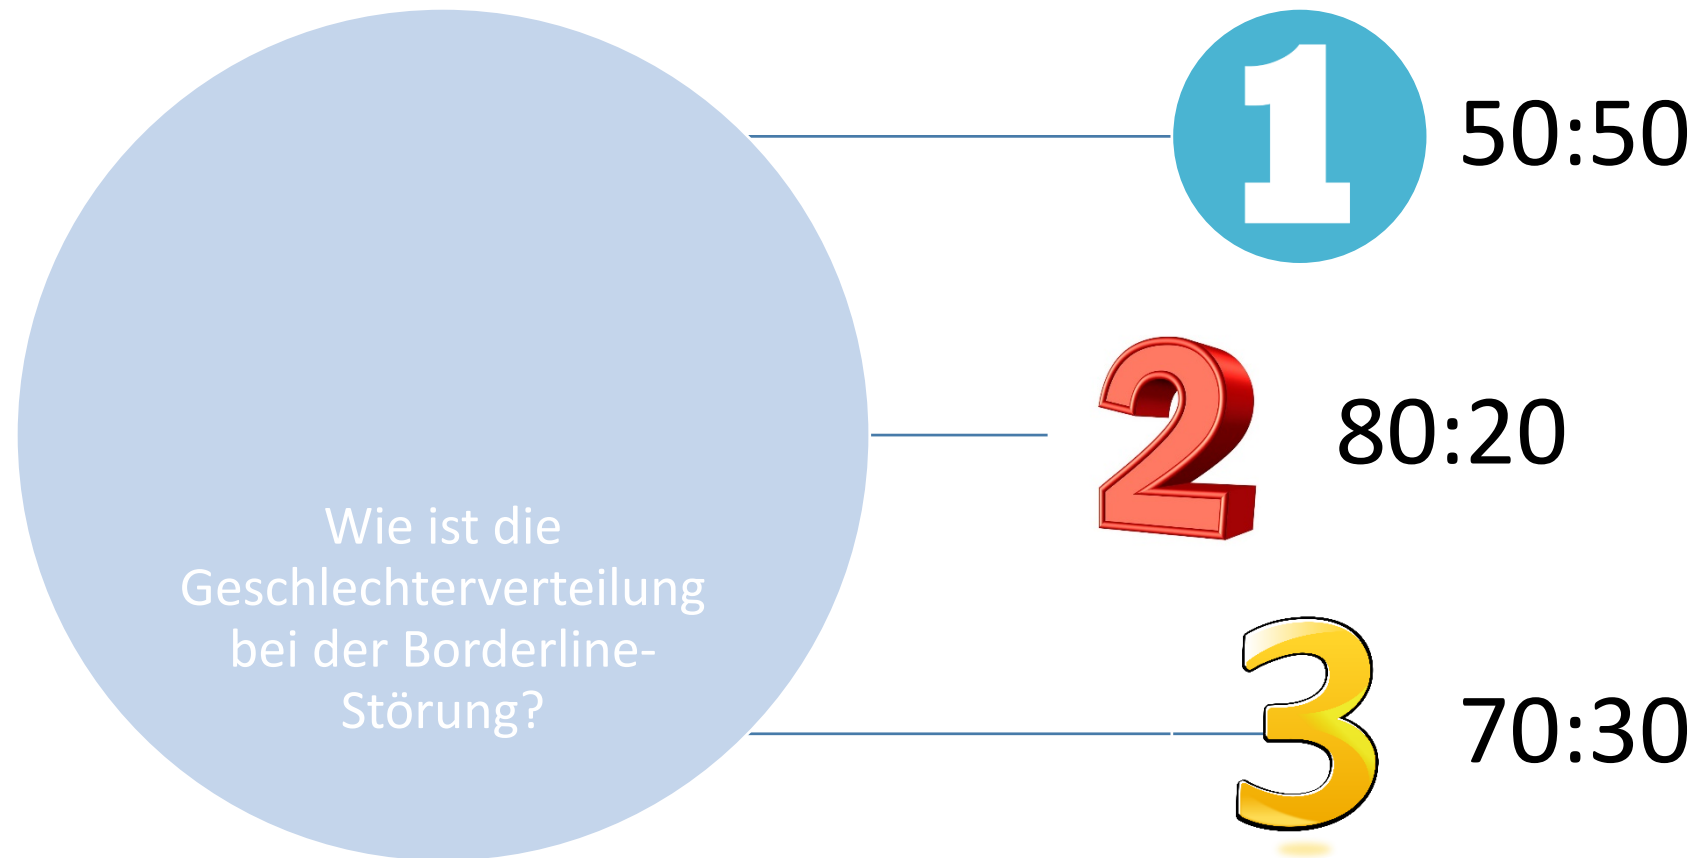 Wie ist die
Geschlechterverteilung
bei der Borderline-
Störung?
1 50:50
2 80:20
3 70:30